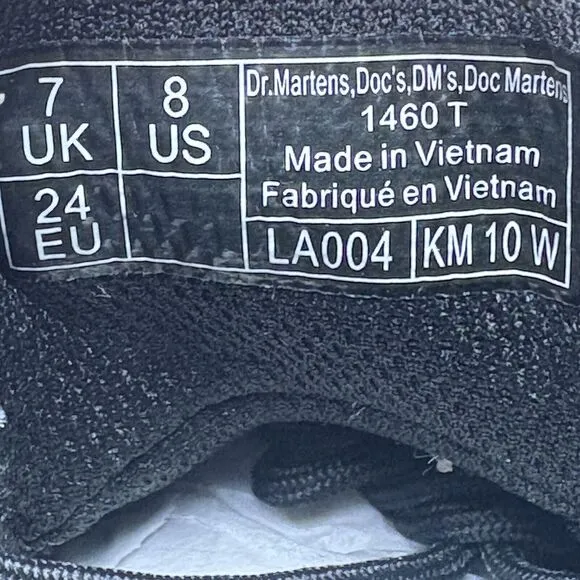 7 UK
8 US
24 EU
Dr.Martens,Doc's,DM's,Doc Martens
1460 T
Made in Vietnam
Fabriqué en Vietnam
LA004
KM 10 W